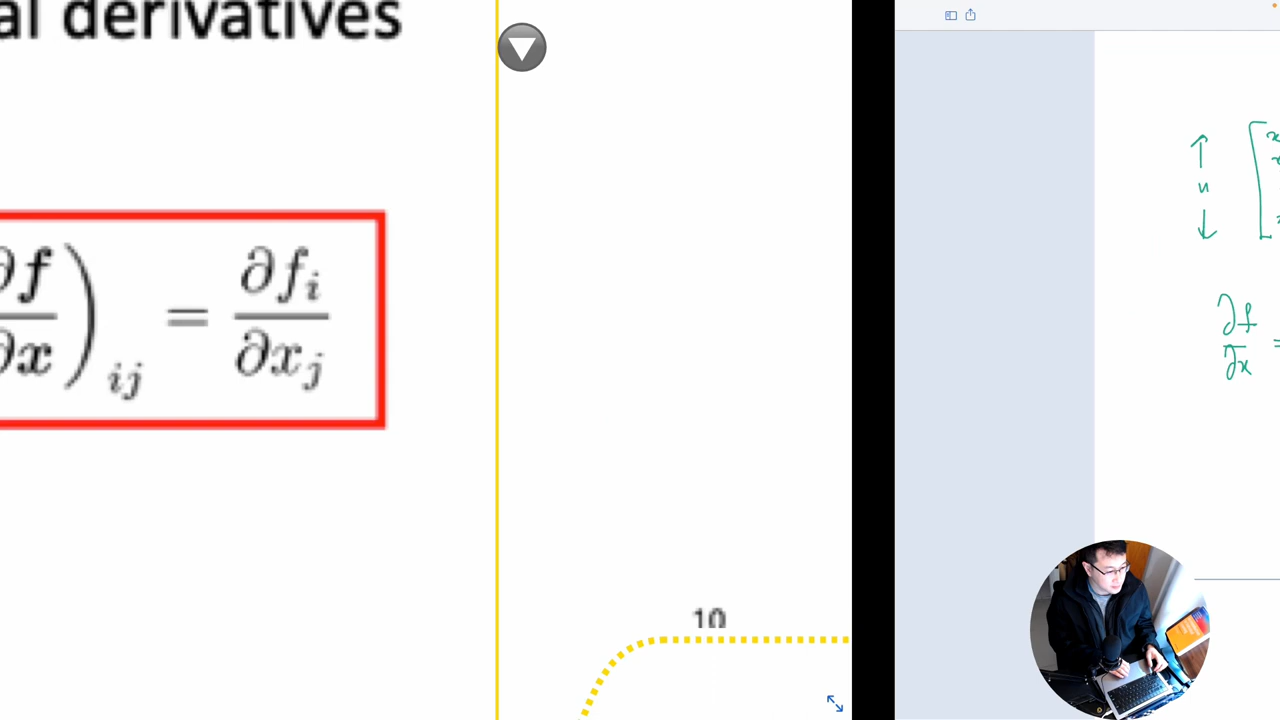 al derivatives
∂f/∂x)ij = ∂fi/∂xj
10
n
∂f/∂x =